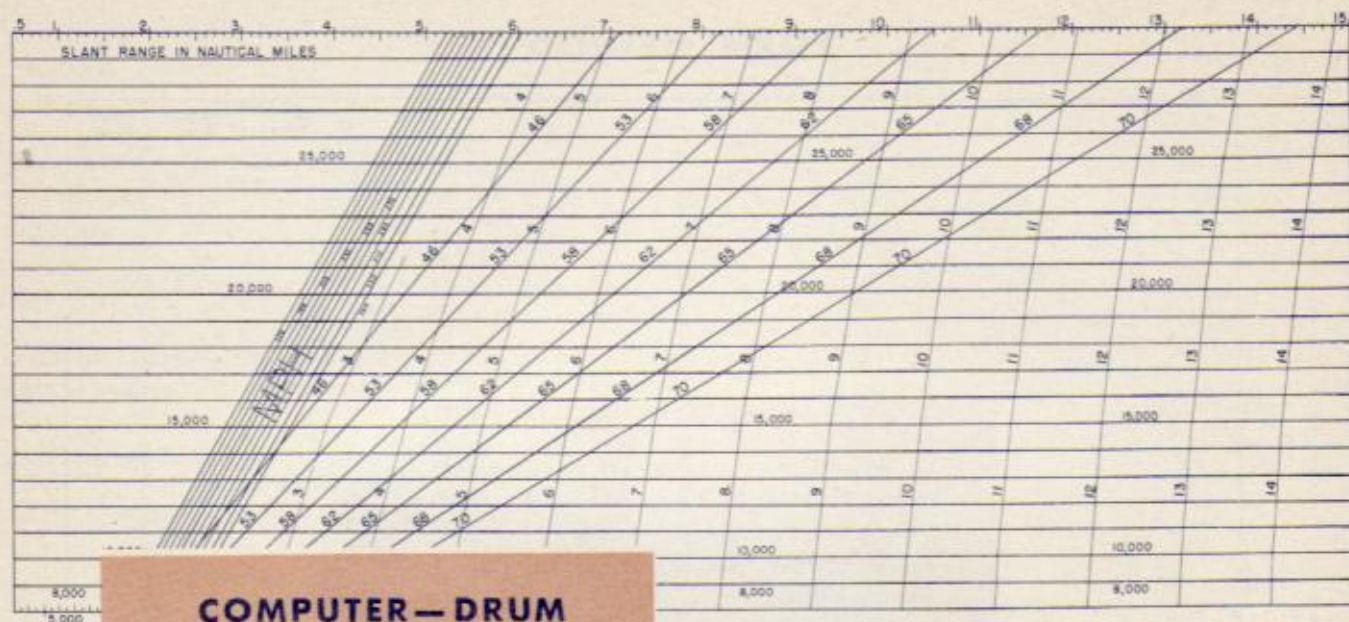 5 1 2 3 4 5 6 7 8 9 10 11 12 13 14 15
SLANT RANGE IN NAUTICAL MILES
4 5 6 7 8 9 10 11 12 13 14
46 53 58 62 65 68 70
25,000 25,000 25,000
4 5 6 7 8 9 10 11 12 13 14
46 53 58 62 65 68 70
20,000 20,000 20,000
MPH
3 4 5 6 7 8 9 10 11 12 13 14
46 53 58 62 65 68 70
15,000 15,000 15,000
3 4 5 6 7 8 9 10 11 12 13 14
53 58 62 65 68 70
10,000 10,000
8,000 8,000 8,000
5,000
COMPUTER—DRUM